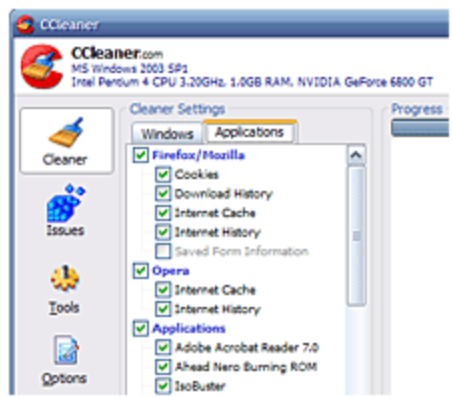 CCleaner
CCleaner.com
MS Windows 2003 SP1
Intel Pentium 4 CPU 3.20GHz, 1.0GB RAM, NVIDIA GeForce 6800 GT
Cleaner
Issues
Tools
Options
Cleaner Settings
Windows Applications
Firefox/Mozilla
Cookies
Download History
Internet Cache
Internet History
Saved Form Information
Opera
Internet Cache
Internet History
Applications
Adobe Acrobat Reader 7.0
Ahead Nero Burning ROM
IsoBuster
Progress